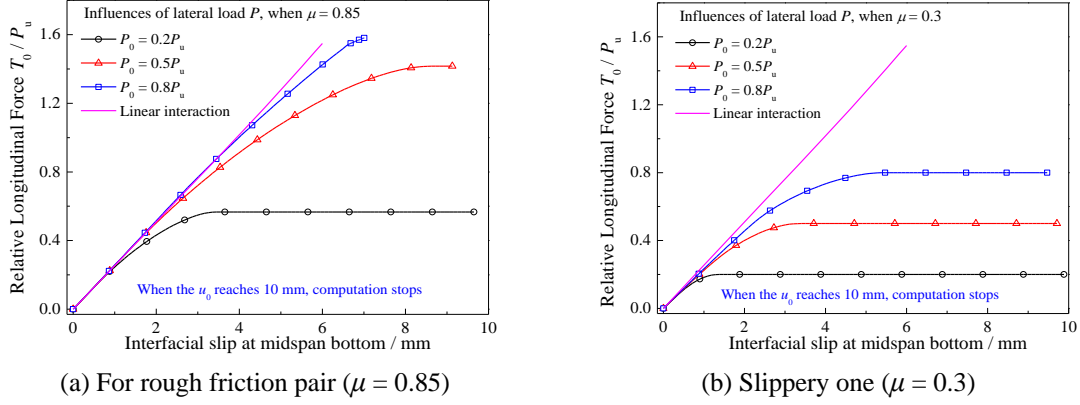 Influences of lateral load P, when μ = 0.85
P₀ = 0.2Pᵤ
P₀ = 0.5Pᵤ
P₀ = 0.8Pᵤ
Linear interaction
Relative Longitudinal Force T₀ / Pᵤ
1.6
1.2
0.8
0.4
0.0
When the u₀ reaches 10 mm, computation stops
0 2 4 6 8 10
Interfacial slip at midspan bottom / mm
(a) For rough friction pair (μ = 0.85)
Influences of lateral load P, when μ = 0.3
P₀ = 0.2Pᵤ
P₀ = 0.5Pᵤ
P₀ = 0.8Pᵤ
Linear interaction
Relative Longitudinal Force T₀ / Pᵤ
1.6
1.2
0.8
0.4
0.0
When the u₀ reaches 10 mm, computation stops
0 2 4 6 8 10
Interfacial slip at midspan bottom / mm
(b) Slippery one (μ = 0.3)